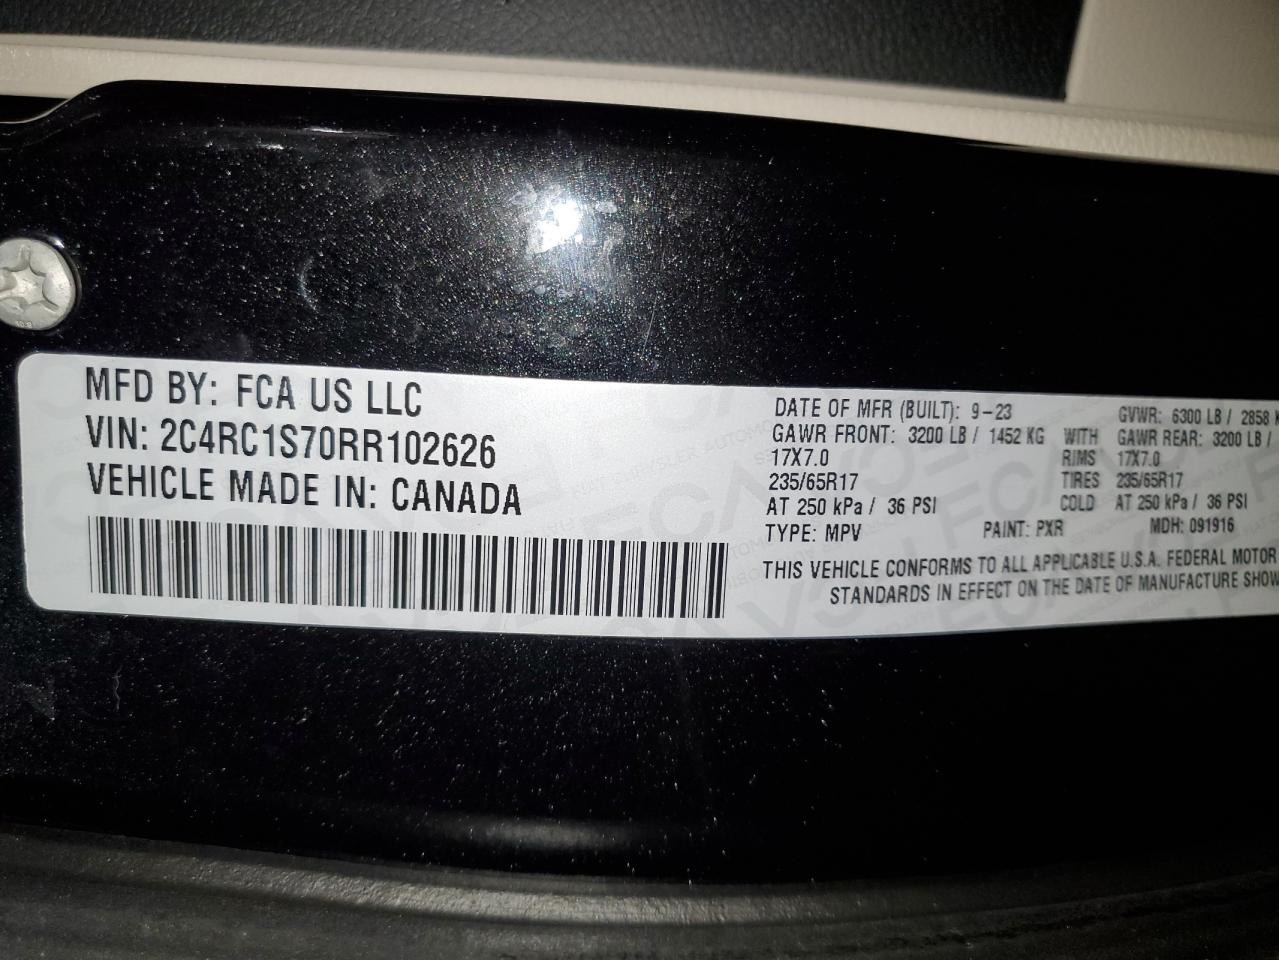 MFD BY: FCA US LLC
VIN: 2C4RC1S70RR102626
VEHICLE MADE IN: CANADA
DATE OF MFR (BUILT): 9-23 GVWR: 6300 LB / 2858 K
GAWR FRONT: 3200 LB / 1452 KG WITH GAWR REAR: 3200 LB /
17X7.0 RIMS 17X7.0
235/65R17 TIRES 235/65R17
AT 250 kPa / 36 PSI COLD AT 250 kPa / 36 PSI
TYPE: MPV PAINT: PXR MDH: 091916
THIS VEHICLE CONFORMS TO ALL APPLICABLE U.S.A. FEDERAL MOTOR
STANDARDS IN EFFECT ON THE DATE OF MANUFACTURE SHOW